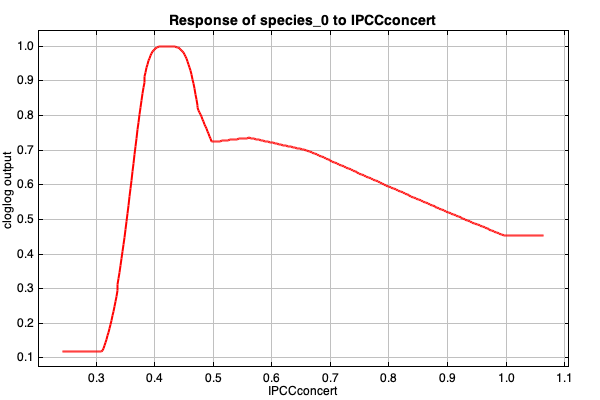 Response of species_0 to IPCCconcert
1.0
0.9
0.8
0.7
0.6
0.5
0.4
0.3
0.2
0.1
cloglog output
0.3 0.4 0.5 0.6 0.7 0.8 0.9 1.0 1.1
IPCCconcert